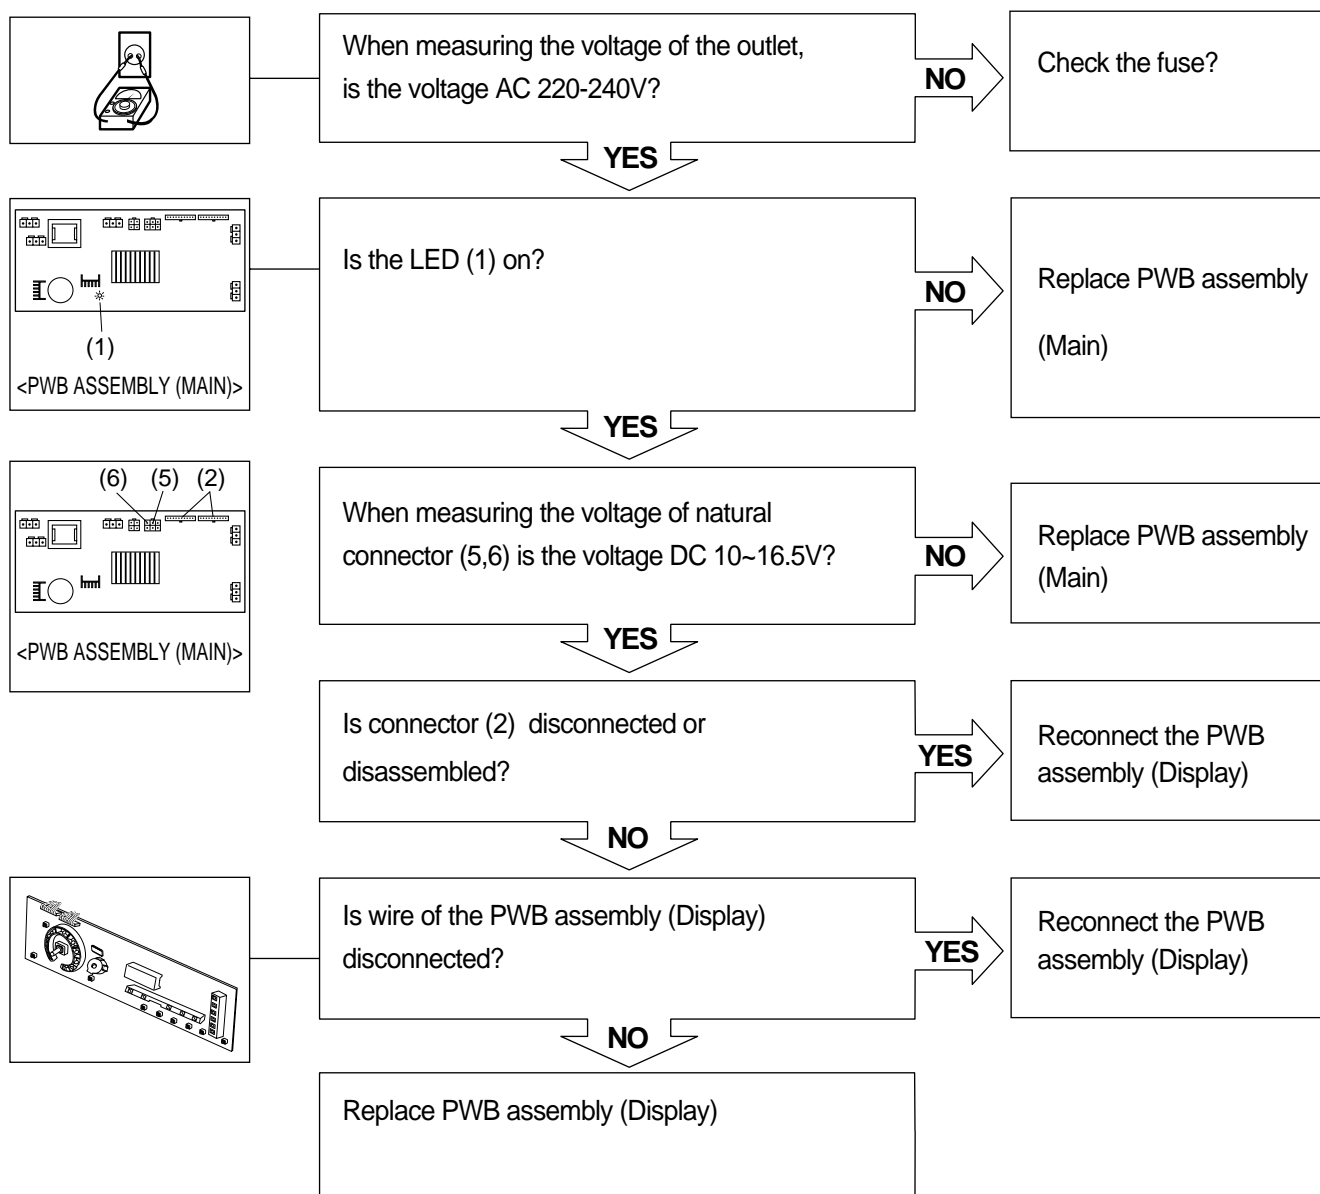 When measuring the voltage of the outlet,
is the voltage AC 220-240V?
NO
Check the fuse?
YES
(1)
<PWB ASSEMBLY (MAIN)>
Is the LED (1) on?
NO
Replace PWB assembly
(Main)
YES
(6) (5) (2)
<PWB ASSEMBLY (MAIN)>
When measuring the voltage of natural
connector (5,6) is the voltage DC 10~16.5V?
NO
Replace PWB assembly
(Main)
YES
Is connector (2) disconnected or
disassembled?
YES
Reconnect the PWB
assembly (Display)
NO
Is wire of the PWB assembly (Display)
disconnected?
YES
Reconnect the PWB
assembly (Display)
NO
Replace PWB assembly (Display)